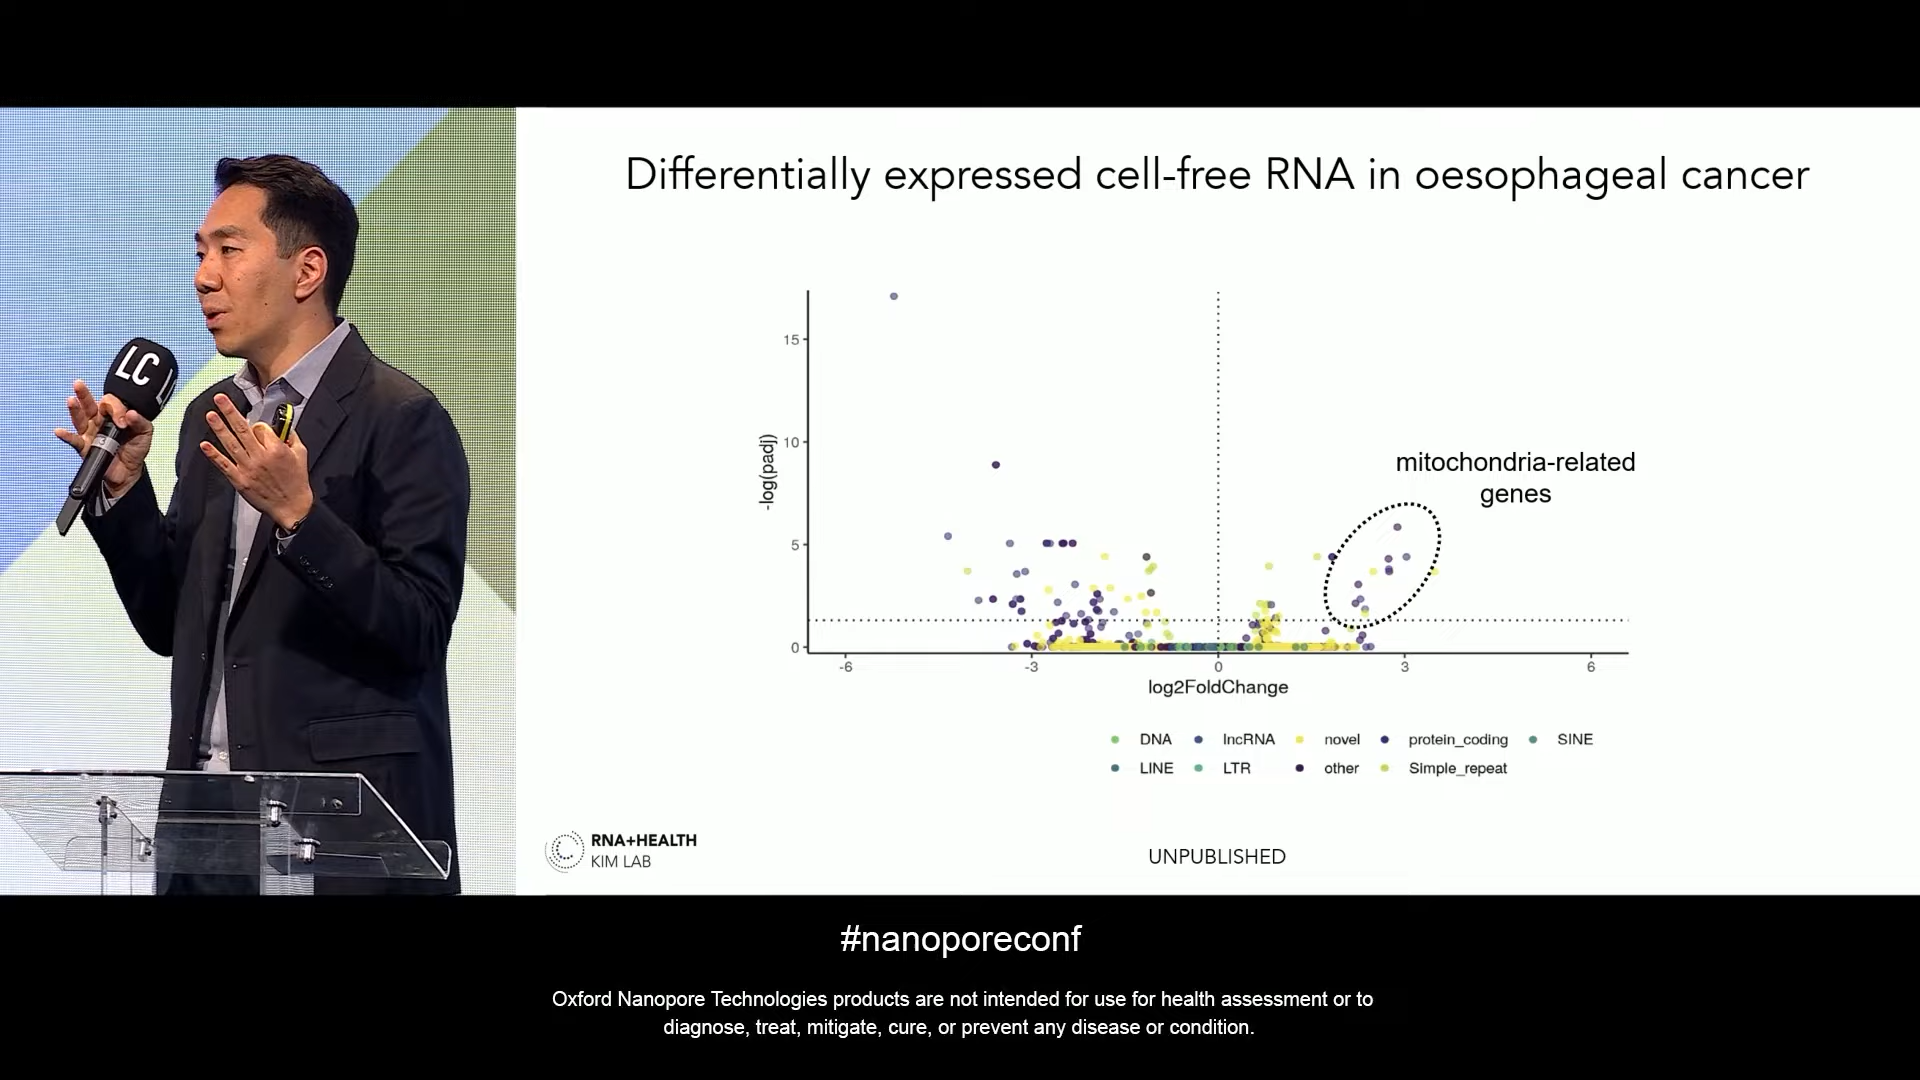 Differentially expressed cell-free RNA in oesophageal cancer
LC
15
10
5
0
-log(padj)
mitochondria-related
genes
-6
-3
0
3
6
log2FoldChange
DNA
lncRNA
novel
protein_coding
SINE
LINE
LTR
other
Simple_repeat
RNA+HEALTH
KIM LAB
UNPUBLISHED
#nanoporeconf
Oxford Nanopore Technologies products are not intended for use for health assessment or to
diagnose, treat, mitigate, cure, or prevent any disease or condition.